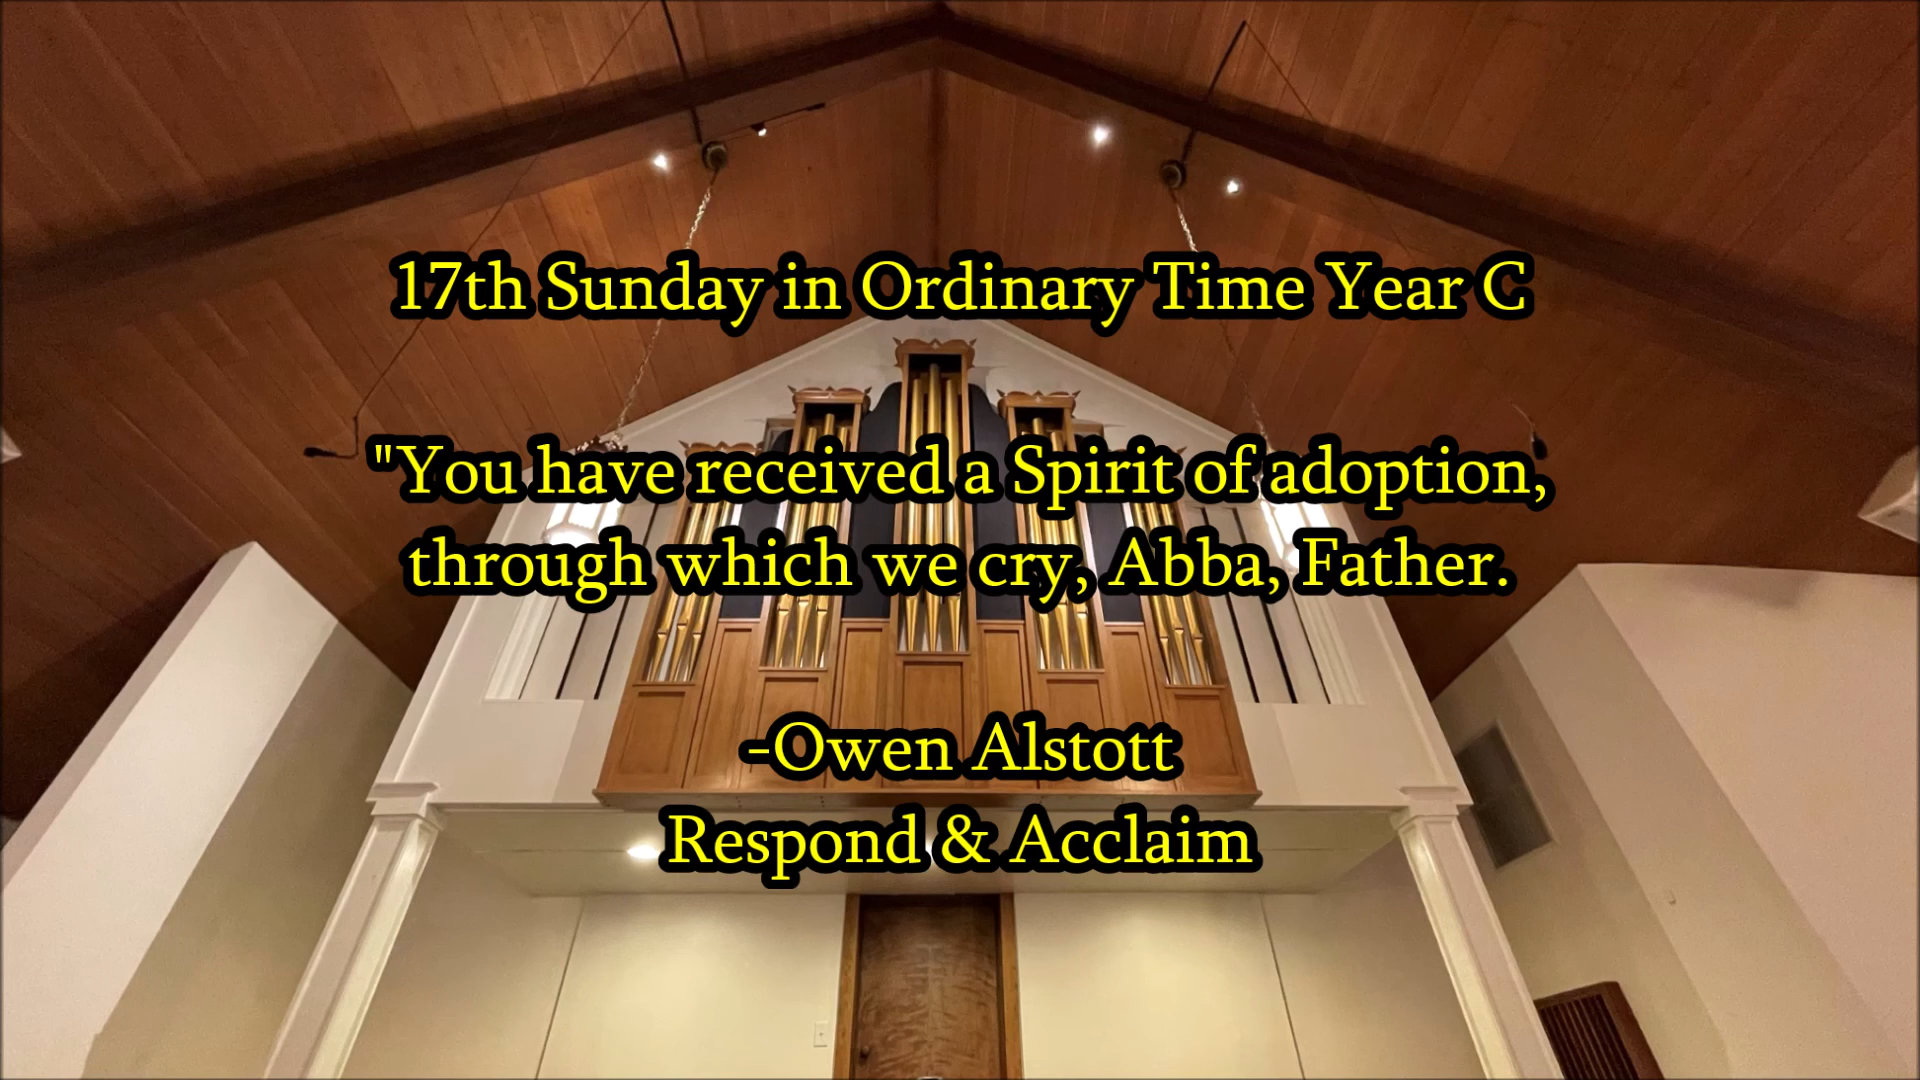 17th Sunday in Ordinary Time Year C
"You have received a Spirit of adoption,
through which we cry, Abba, Father.
-Owen Alstott
Respond & Acclaim